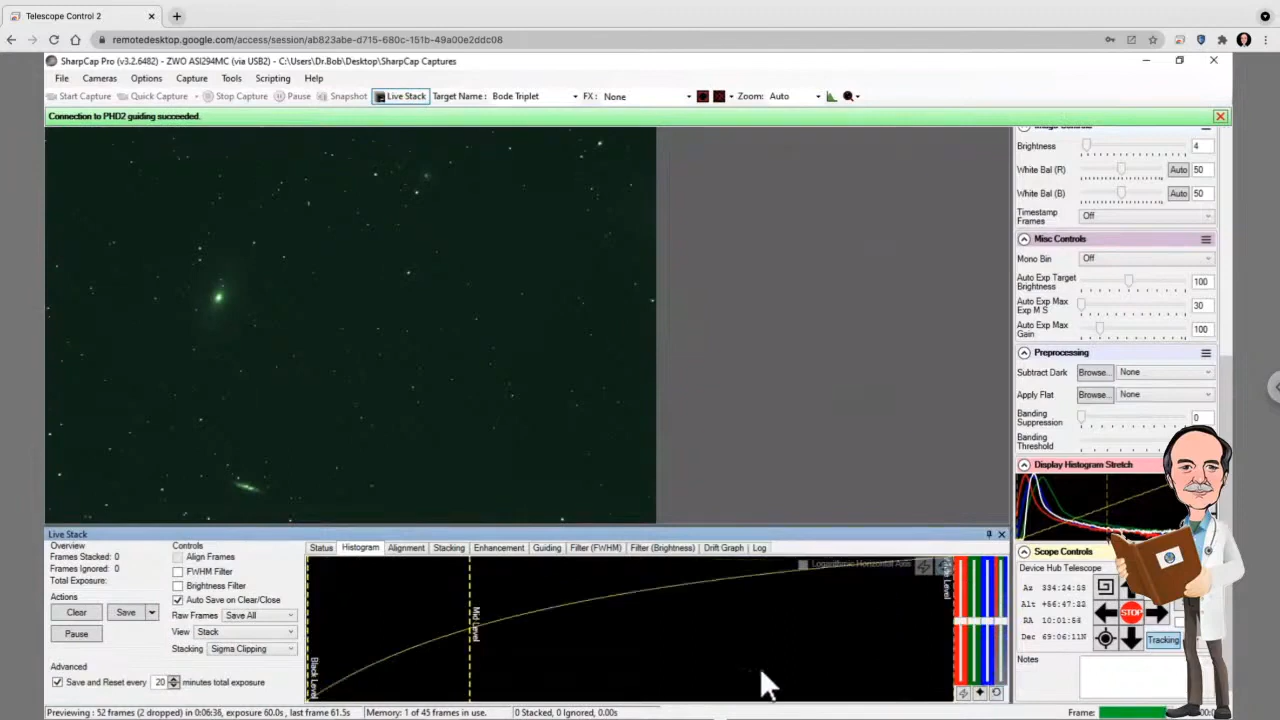 Telescope Control 2
remotedesktop.google.com/access/session/ab823abe-d715-680c-151b-49a00e2ddc08
SharpCap Pro (v3.2.6482) - ZWO ASI294MC (via USB2) - C:\Users\Dr.Bob\Desktop\SharpCap Captures
File Cameras Options Capture Tools Scripting Help
Start Capture Quick Capture Stop Capture Pause Snapshot Live Stack Target Name: Bode Triplet FX: None Zoom: Auto
Connection to PHD2 guiding succeeded.
Brightness 4
White Bal (R) Auto 50
White Bal (B) Auto 50
Timestamp
Frames Off
Misc Controls
Mono Bin Off
Auto Exp Target
Brightness 100
Auto Exp Max
Exp M S 30
Auto Exp Max
Gain 100
Preprocessing
Subtract Dark Browse... None
Apply Flat Browse... None
Banding
Suppression 0
Banding
Threshold
Display Histogram Stretch
Scope Controls
Device Hub Telescope
Az 334:24:23
Alt +56:47:22
RA 10:01:54
Dec 69:06:11N
STOP
Tracking
Notes
Live Stack
Overview
Frames Stacked: 0
Frames Ignored: 0
Total Exposure:
Actions
Clear Save
Pause
Advanced
Save and Reset every 20 minutes total exposure
Controls
Align Frames
FWHM Filter
Brightness Filter
Auto Save on Clear/Close
Raw Frames Save All
View Stack
Stacking Sigma Clipping
Status Histogram Alignment Stacking Enhancement Guiding Filter (FWHM) Filter (Brightness) Drift Graph Log
Logarithmic Horizontal Axis
Black Level
Mid Level
Level
Previewing : 52 frames (2 dropped) in 0:06:36, exposure 60.0s , last frame 61.5s Memory: 1 of 45 frames in use. 0 Stacked, 0 Ignored, 0.00s Frame: